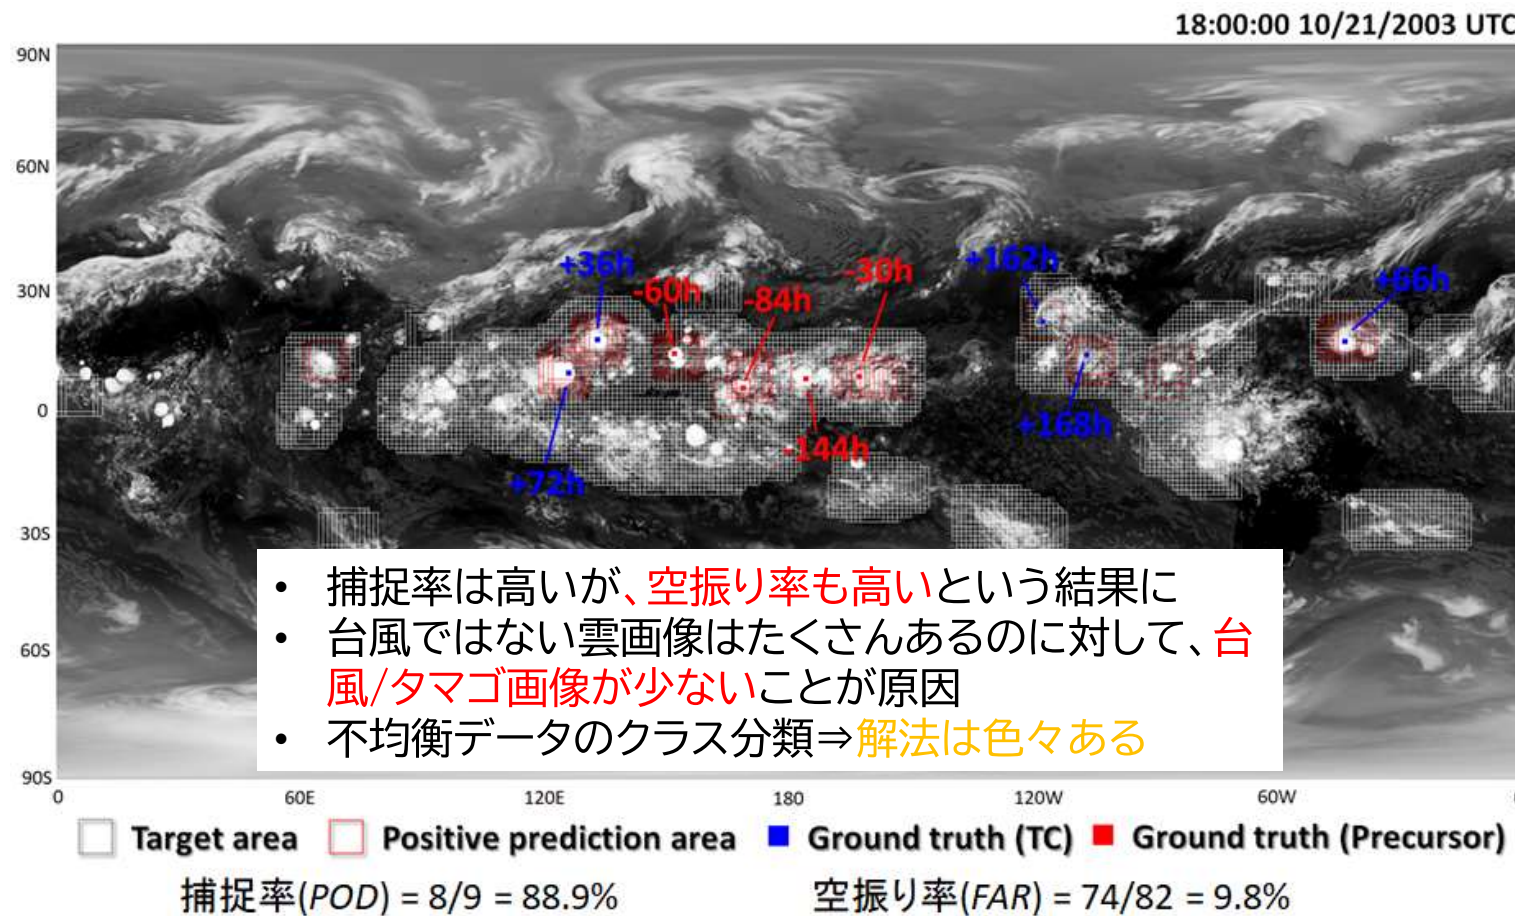 18:00:00 10/21/2003 UTC
90N
60N
30N
0
30S
60S
90S
+36h
-60h
-84h
-30h
+162h
+66h
+72h
-144h
+168h
• 捕捉率は高いが、空振り率も高いという結果に
• 台風ではない雲画像はたくさんあるのに対して、台
風/タマゴ画像が少ないことが原因
• 不均衡データのクラス分類⇒解法は色々ある
0 60E 120E 180 120W 60W
Target area Positive prediction area Ground truth (TC) Ground truth (Precursor)
捕捉率(POD) = 8/9 = 88.9% 空振り率(FAR) = 74/82 = 9.8%